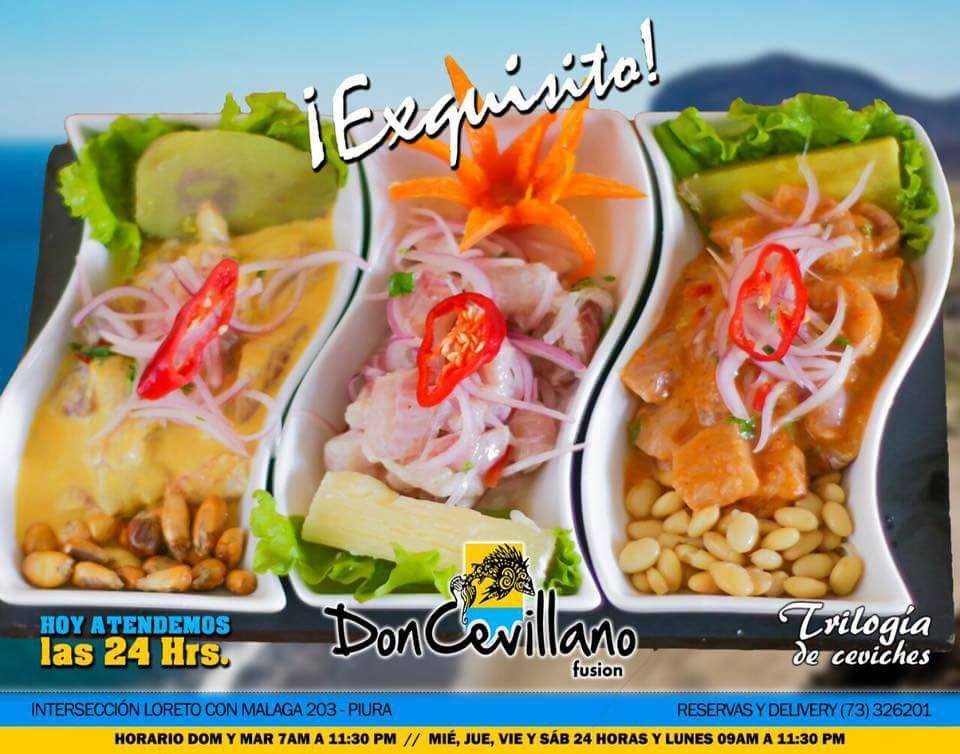 ¡Exquisito!
HOY ATENDEMOS
las 24 Hrs.
Don Cevillano
fusion
Trilogía
de ceviches
INTERSECCIÓN LORETO CON MALAGA 203 - PIURA
RESERVAS Y DELIVERY (73) 326201
HORARIO DOM Y MAR 7AM A 11:30 PM // MIÉ, JUE, VIE Y SÁB 24 HORAS Y LUNES 09AM A 11:30 PM